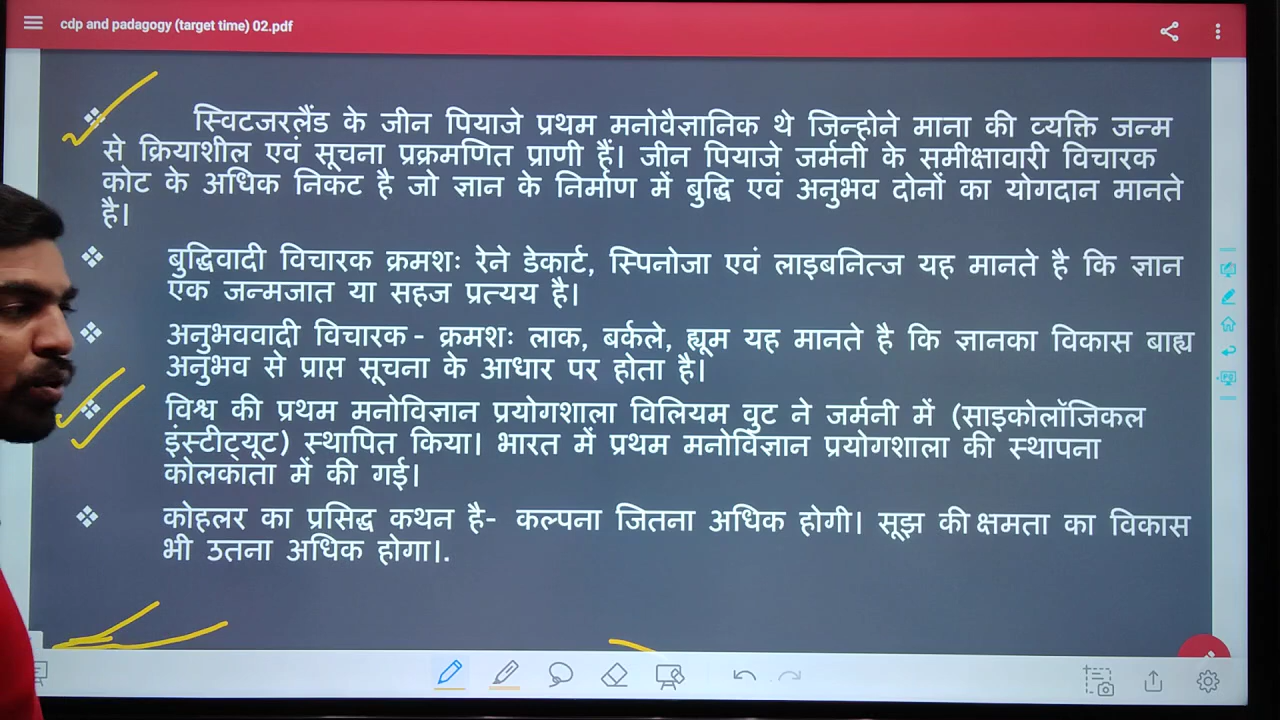 cdp and padagogy (target time) 02.pdf
स्विटजरलैंड के जीन पियाजे प्रथम मनोवैज्ञानिक थे जिन्होने माना की व्यक्ति जन्म
से क्रियाशील एवं सूचना प्रक्रमणित प्राणी हैं। जीन पियाजे जर्मनी के समीक्षावारी विचारक
कोट के अधिक निकट है जो ज्ञान के निर्माण में बुद्धि एवं अनुभव दोनों का योगदान मानते
है।
बुद्धिवादी विचारक क्रमशः रेने डेकार्ट, स्पिनोजा एवं लाइबनित्ज यह मानते है कि ज्ञान
एक जन्मजात या सहज प्रत्यय है।
अनुभववादी विचारक - क्रमशः लाक, बर्कले, ह्यूम यह मानते है कि ज्ञानका विकास बाह्य
अनुभव से प्राप्त सूचना के आधार पर होता है।
विश्व की प्रथम मनोविज्ञान प्रयोगशाला विलियम वुट ने जर्मनी में (साइकोलॉजिकल
इंस्टीट्यूट) स्थापित किया। भारत में प्रथम मनोविज्ञान प्रयोगशाला की स्थापना
कोलकाता में की गई।
कोहलर का प्रसिद्ध कथन है- कल्पना जितना अधिक होगी। सूझ की क्षमता का विकास
भी उतना अधिक होगा।.